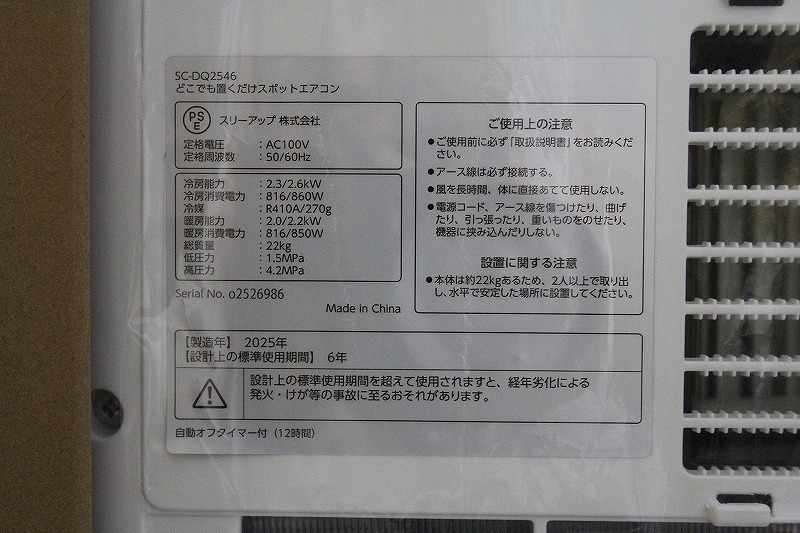 SC-DQ2546
どこでも置くだけスポットエアコン
PS
E
スリーアップ 株式会社
定格電圧 : AC100V
定格周波数 : 50/60Hz
冷房能力 : 2.3/2.6kW
冷房消費電力 : 816/860W
冷媒 : R410A/270g
暖房能力 : 2.0/2.2kW
暖房消費電力 : 816/850W
総質量 : 22kg
低圧力 : 1.5MPa
高圧力 : 4.2MPa
Serial No. o2526986
Made in China
ご使用上の注意
●ご使用前に必ず「取扱説明書」をお読みくだ
さい。
●アース線は必ず接続する。
●風を長時間、体に直接あてて使用しない。
●電源コード、アース線を傷つけたり、曲げ
たり、引っ張ったり、重いものをのせたり、
機器に挟み込んだりしない。
設置に関する注意
●本体は約22kgあるため、2人以上で取り出
し、水平で安定した場所に設置してください。
【製造年】 2025年
【設計上の標準使用期間】 6年
設計上の標準使用期間を超えて使用されますと、経年劣化による
発火・けが等の事故に至るおそれがあります。
自動オフタイマー付(12時間)